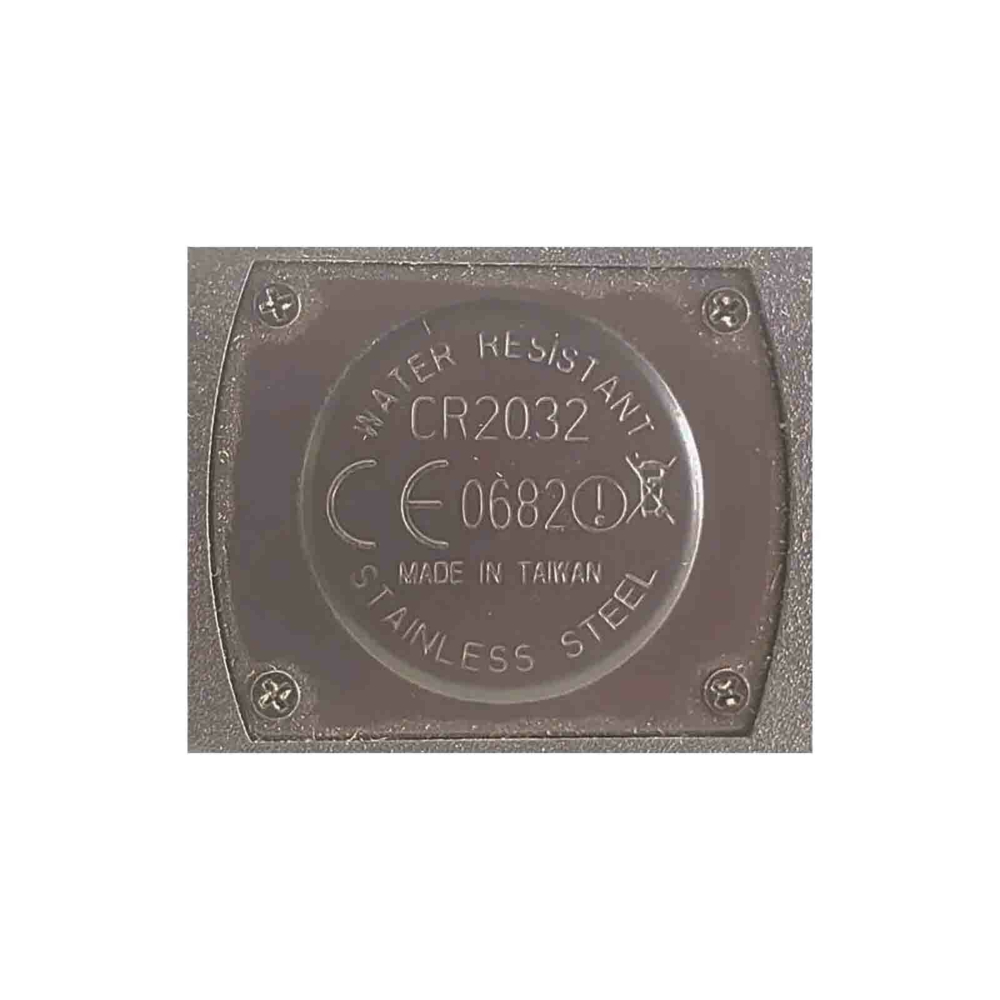 WATER RESISTANT
CR2032
CE 0682
MADE IN TAIWAN
STAINLESS STEEL